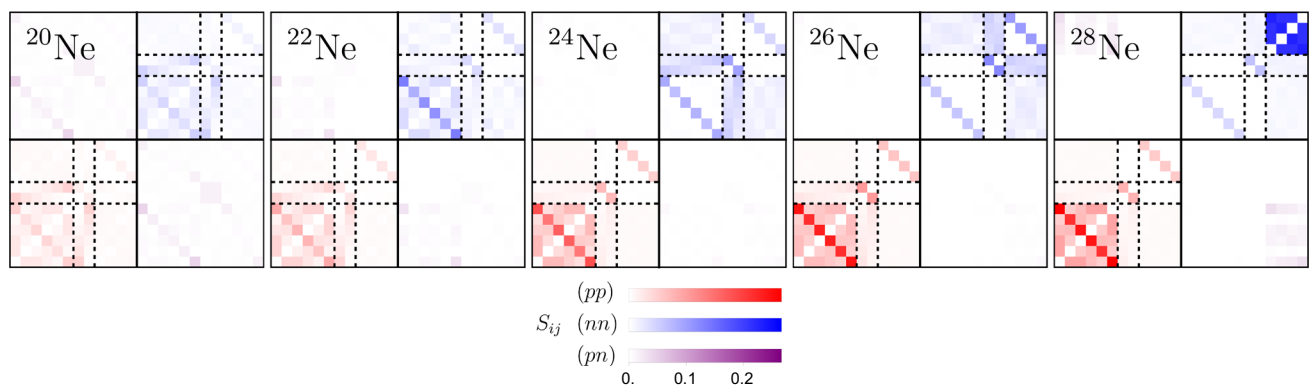 ²⁰Ne ²²Ne ²⁴Ne ²⁶Ne ²⁸Ne
(pp)
Sᵢⱼ (nn)
(pn)
0. 0.1 0.2